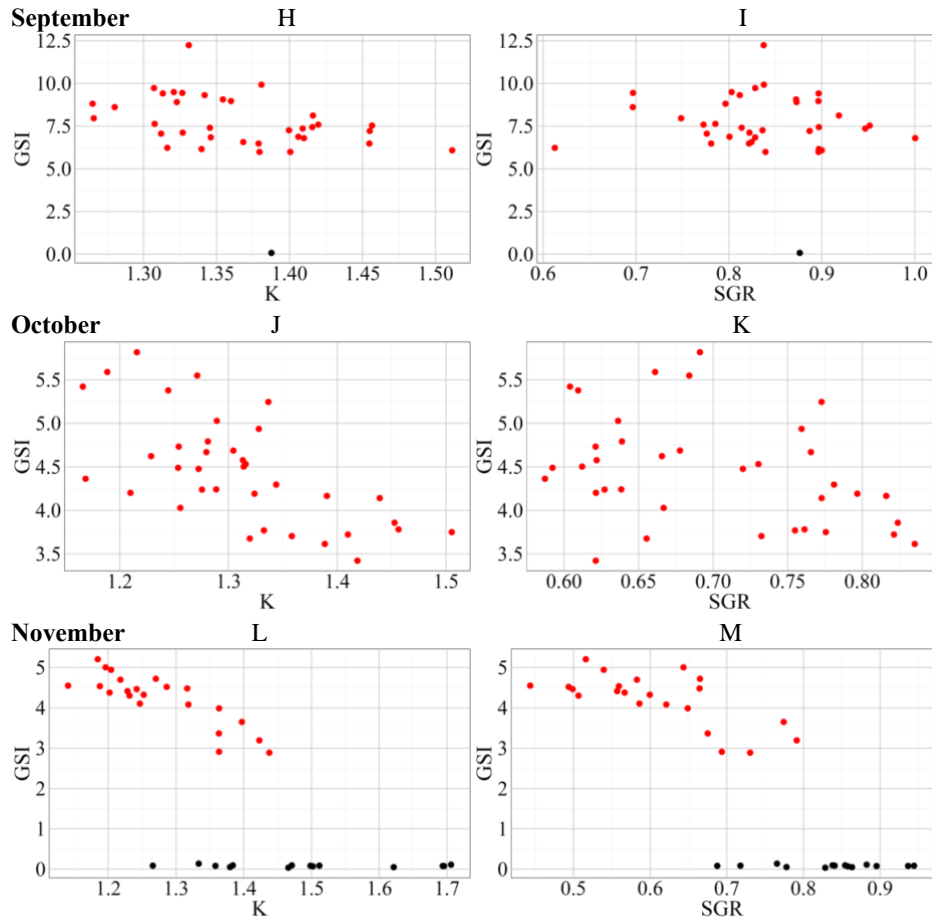 September H I
12.5
10.0
7.5
5.0
2.5
0.0
GSI
1.30 1.35 1.40 1.45 1.50
K
12.5
10.0
7.5
5.0
2.5
0.0
GSI
0.6 0.7 0.8 0.9 1.0
SGR
October J K
5.5
5.0
4.5
4.0
3.5
GSI
1.2 1.3 1.4 1.5
K
5.5
5.0
4.5
4.0
3.5
GSI
0.60 0.65 0.70 0.75 0.80
SGR
November L M
5
4
3
2
1
0
GSI
1.2 1.3 1.4 1.5 1.6 1.7
K
5
4
3
2
1
0
GSI
0.5 0.6 0.7 0.8 0.9
SGR